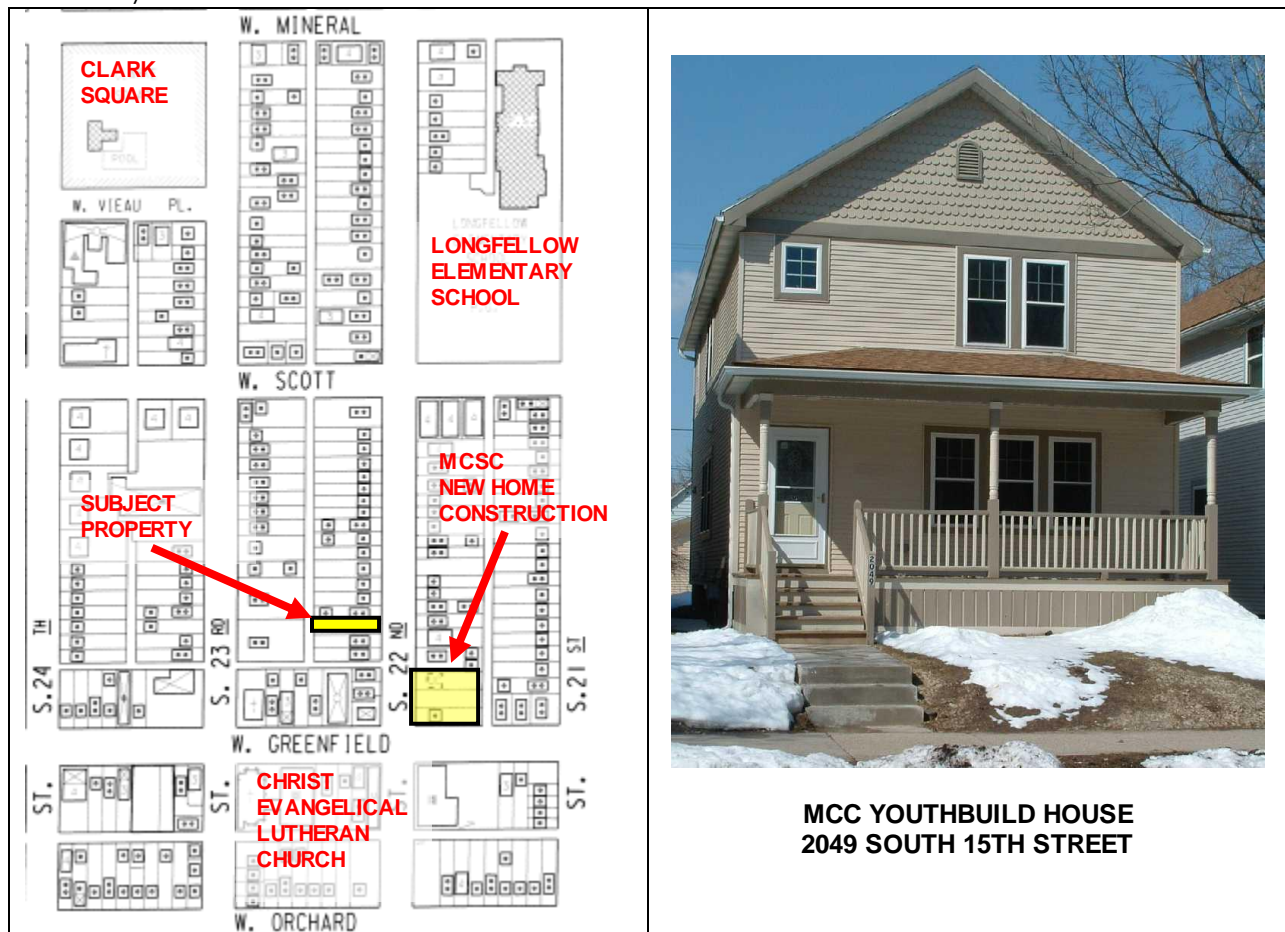 W. MINERAL
CLARK
SQUARE
POOL
W. VIEAU PL.
LONGFELLOW
LONGFELLOW
ELEMENTARY
SCHOOL
W. SCOTT
MCSC
NEW HOME
CONSTRUCTION
SUBJECT
PROPERTY
S. 24 TH
S. 23 RD
S. 22 ND
S. 21 ST
W. GREENFIELD
ST.
ST.
ST.
ST.
CHRIST
EVANGELICAL
LUTHERAN
CHURCH
W. ORCHARD
2049
MCC YOUTHBUILD HOUSE
2049 SOUTH 15TH STREET